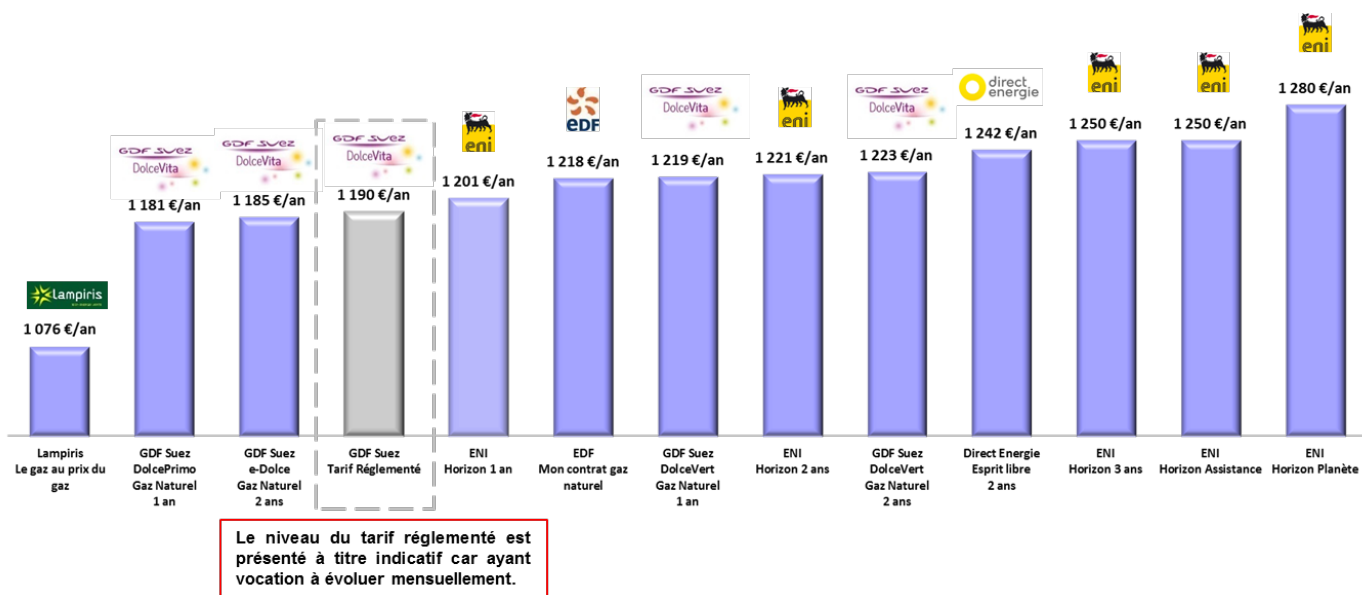 eni
1 280 €/an
eni
1 250 €/an
eni
1 250 €/an
direct
energie
1 242 €/an
GDF SUEZ
DolceVita
1 223 €/an
eni
1 221 €/an
GDF SUEZ
DolceVita
1 219 €/an
EDF
1 218 €/an
eni
1 201 €/an
GDF SUEZ
DolceVita
1 190 €/an
GDF SUEZ
DolceVita
1 185 €/an
GDF SUEZ
DolceVita
1 181 €/an
Lampiris
1 076 €/an
Lampiris
Le gaz au prix du
gaz
GDF Suez
DolcePrimo
Gaz Naturel
1 an
GDF Suez
e-Dolce
Gaz Naturel
2 ans
GDF Suez
Tarif Réglementé
ENI
Horizon 1 an
EDF
Mon contrat gaz
naturel
GDF Suez
DolceVert
Gaz Naturel
1 an
ENI
Horizon 2 ans
GDF Suez
DolceVert
Gaz Naturel
2 ans
Direct Energie
Esprit libre
2 ans
ENI
Horizon 3 ans
ENI
Horizon Assistance
ENI
Horizon Planète
Le niveau du tarif réglementé est
présenté à titre indicatif car ayant
vocation à évoluer mensuellement.